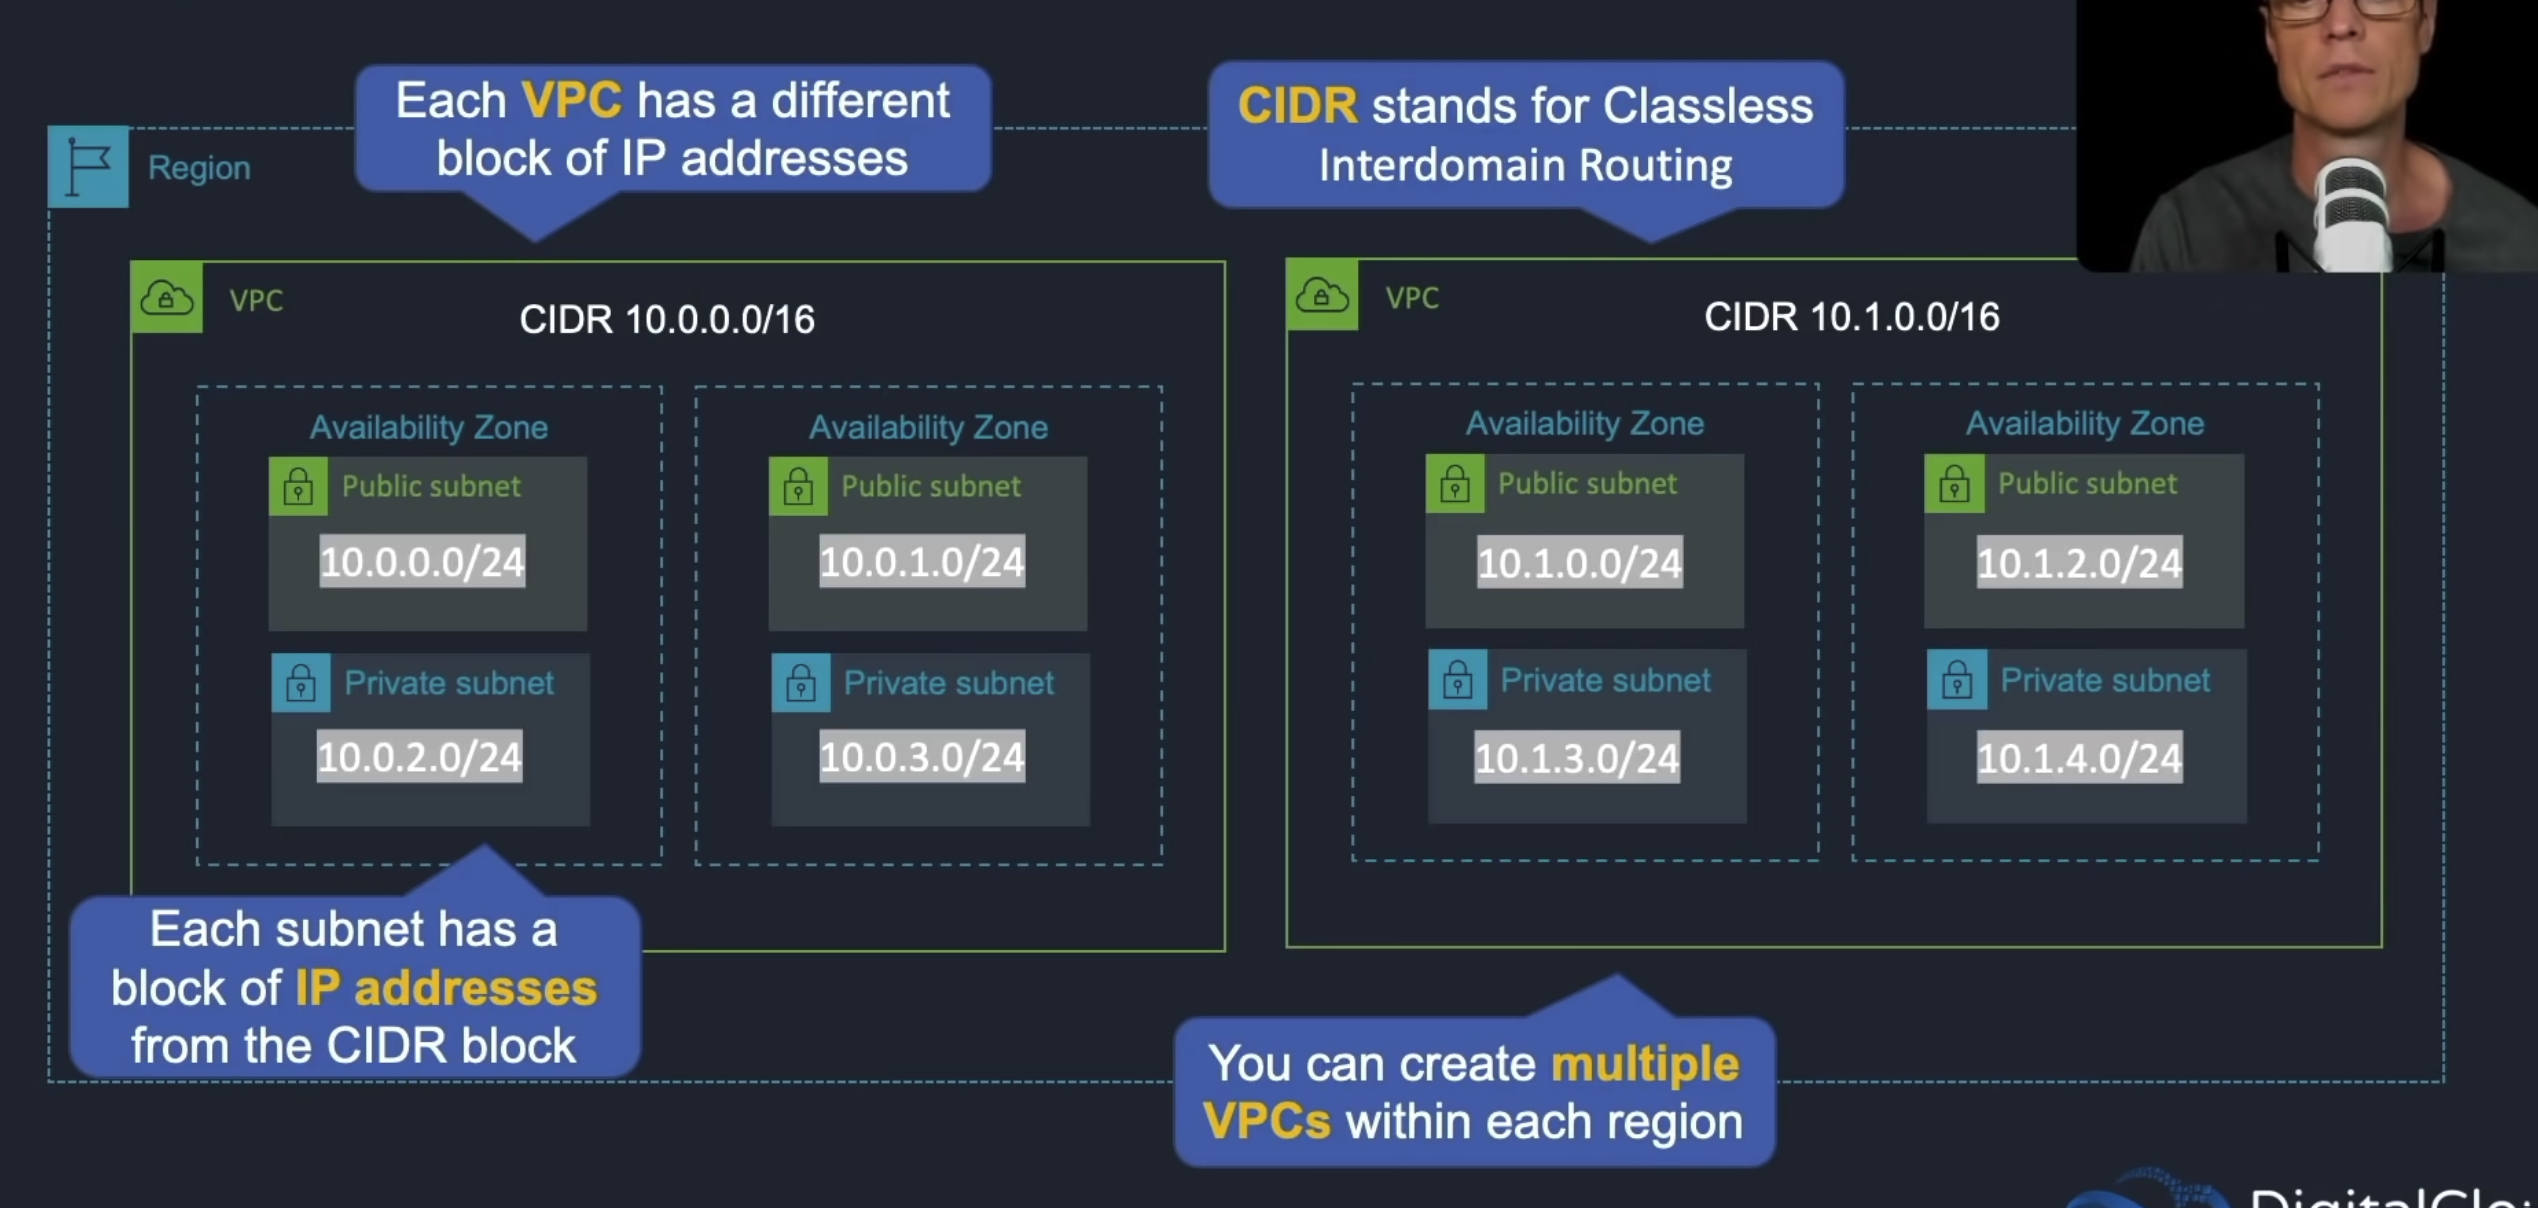 Each VPC has a different
block of IP addresses
CIDR stands for Classless
Interdomain Routing
Region
VPC
CIDR 10.0.0.0/16
Availability Zone
Public subnet
10.0.0.0/24
Private subnet
10.0.2.0/24
Availability Zone
Public subnet
10.0.1.0/24
Private subnet
10.0.3.0/24
VPC
CIDR 10.1.0.0/16
Availability Zone
Public subnet
10.1.0.0/24
Private subnet
10.1.3.0/24
Availability Zone
Public subnet
10.1.2.0/24
Private subnet
10.1.4.0/24
Each subnet has a
block of IP addresses
from the CIDR block
You can create multiple
VPCs within each region